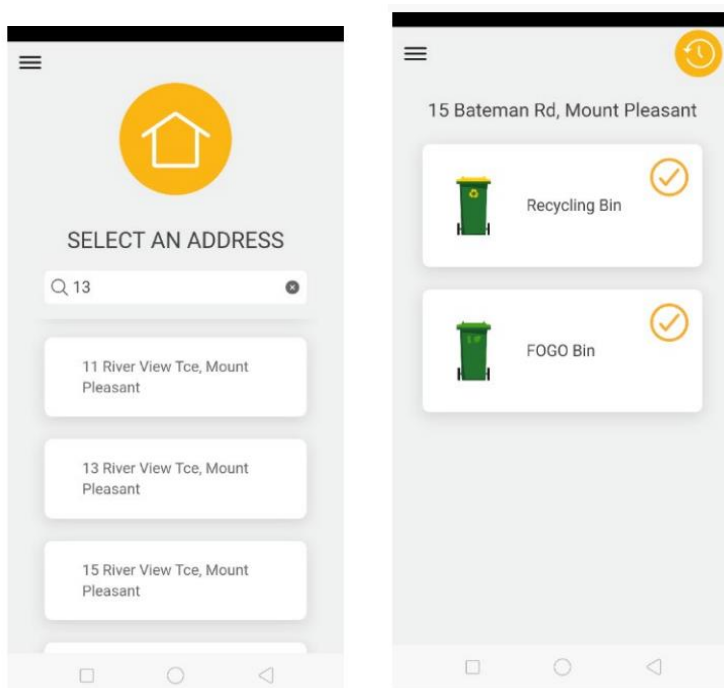 SELECT AN ADDRESS
13
11 River View Tce, Mount
Pleasant
13 River View Tce, Mount
Pleasant
15 River View Tce, Mount
Pleasant
15 Bateman Rd, Mount Pleasant
Recycling Bin
FOGO Bin